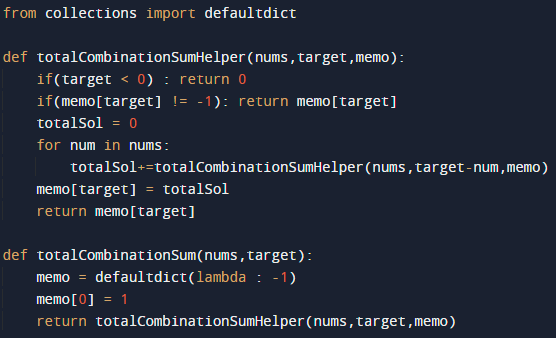 from collections import defaultdict

def totalCombinationSumHelper(nums,target,memo):
    if(target < 0) : return 0
    if(memo[target] != -1): return memo[target]
    totalSol = 0
    for num in nums:
        totalSol+=totalCombinationSumHelper(nums,target-num,memo)
    memo[target] = totalSol
    return memo[target]

def totalCombinationSum(nums,target):
    memo = defaultdict(lambda : -1)
    memo[0] = 1
    return totalCombinationSumHelper(nums,target,memo)